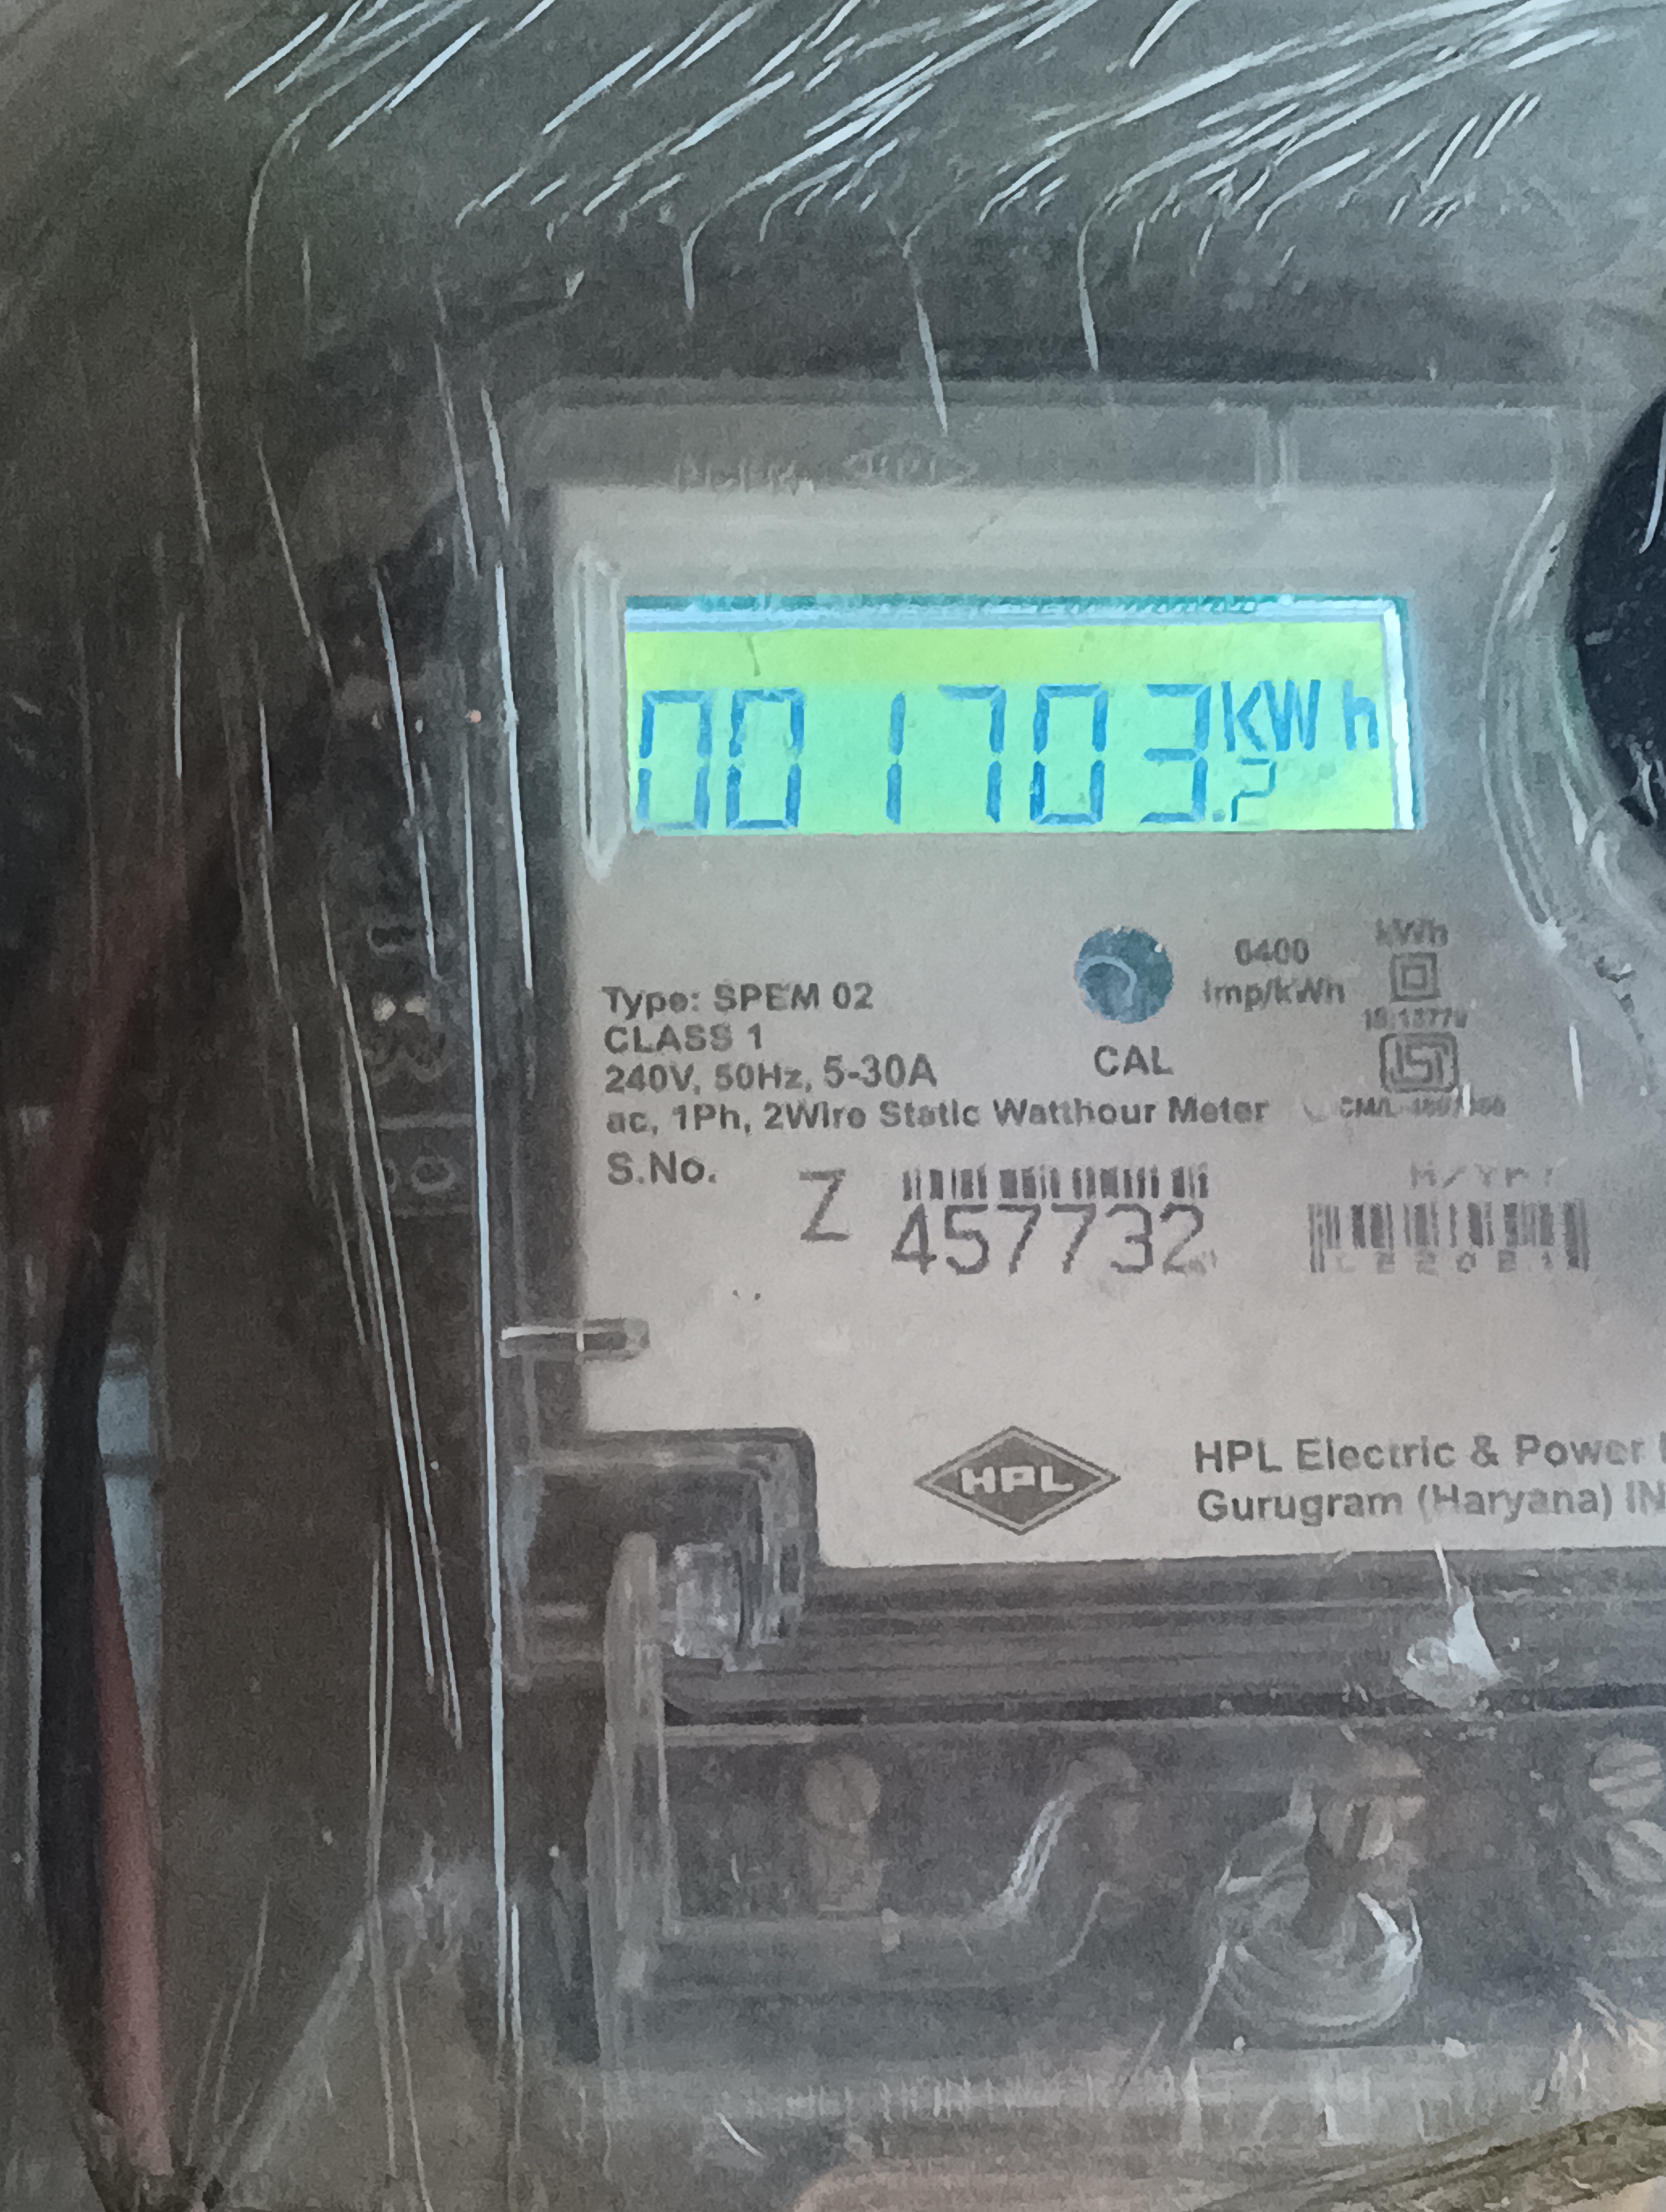 001703.2 KWh
6400
Imp/kWh
kWh
Type: SPEM 02
CLASS 1
240V, 50Hz, 5-30A
ac, 1Ph, 2Wire Static Watthour Meter
CAL
S.No.
Z 457732
HPL
HPL Electric & Power
Gurugram (Haryana) IN